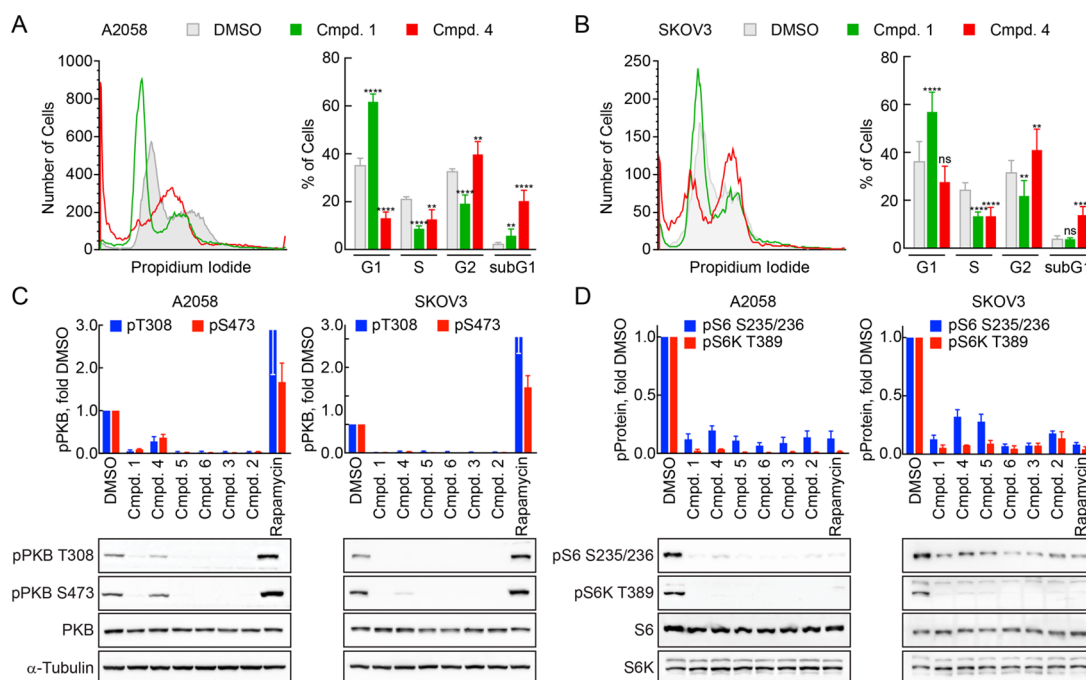 A
A2058
DMSO
Cmpd. 1
Cmpd. 4
Number of Cells
1000
800
600
400
200
0
Propidium Iodide
% of Cells
80
60
40
20
0
****
****
****
**
**
**
**
****
G1
S
G2
subG1
B
SKOV3
DMSO
Cmpd. 1
Cmpd. 4
Number of Cells
250
200
150
100
50
0
Propidium Iodide
% of Cells
80
60
40
20
0
****
ns
****
****
**
**
ns
G1
S
G2
subG1
C
A2058
pT308
pS473
pPKB, fold DMSO
3.0
2.0
1.0
0.0
DMSO
Cmpd. 1
Cmpd. 4
Cmpd. 5
Cmpd. 6
Cmpd. 3
Cmpd. 2
Rapamycin
SKOV3
pT308
pS473
pPKB, fold DMSO
3.0
2.0
1.0
0.0
DMSO
Cmpd. 1
Cmpd. 4
Cmpd. 5
Cmpd. 6
Cmpd. 3
Cmpd. 2
Rapamycin
pPKB T308
pPKB S473
PKB
α-Tubulin
D
A2058
pS6 S235/236
pS6K T389
pProtein, fold DMSO
1.0
0.5
0.0
DMSO
Cmpd. 1
Cmpd. 4
Cmpd. 5
Cmpd. 6
Cmpd. 3
Cmpd. 2
Rapamycin
SKOV3
pS6 S235/236
pS6K T389
pProtein, fold DMSO
1.0
0.5
0.0
DMSO
Cmpd. 1
Cmpd. 4
Cmpd. 5
Cmpd. 6
Cmpd. 3
Cmpd. 2
Rapamycin
pS6 S235/236
pS6K T389
S6
S6K